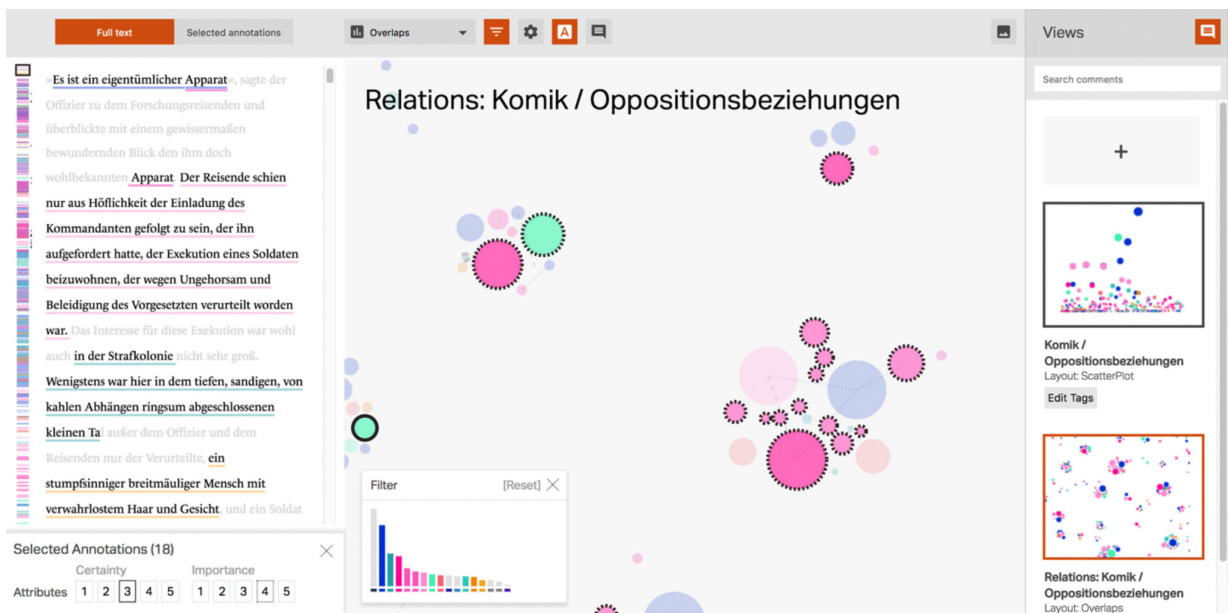 Full text
Selected annotations
Overlaps
A
Views
Search comments
»Es ist ein eigentümlicher Apparat«, sagte der
Offizier zu dem Forschungsreisenden und
überblickte mit einem gewissermaßen
bewundernden Blick den ihm doch
wohlbekannten Apparat. Der Reisende schien
nur aus Höflichkeit der Einladung des
Kommandanten gefolgt zu sein, der ihn
aufgefordert hatte, der Exekution eines Soldaten
beizuwohnen, der wegen Ungehorsam und
Beleidigung des Vorgesetzten verurteilt worden
war. Das Interesse für diese Exekution war wohl
auch in der Strafkolonie nicht sehr groß.
Wenigstens war hier in dem tiefen, sandigen, von
kahlen Abhängen ringsum abgeschlossenen
kleinen Tal außer dem Offizier und dem
Reisenden nur der Verurteilte, ein
stumpfsinniger breitmäuliger Mensch mit
verwahrlostem Haar und Gesicht, und ein Soldat
Selected Annotations (18)
Certainty
Importance
Attributes 1 2 3 4 5 1 2 3 4 5
Relations: Komik / Oppositionsbeziehungen
Filter
[Reset]
+
Komik /
Oppositionsbeziehungen
Layout: ScatterPlot
Edit Tags
Relations: Komik /
Oppositionsbeziehungen
Layout: Overlaps